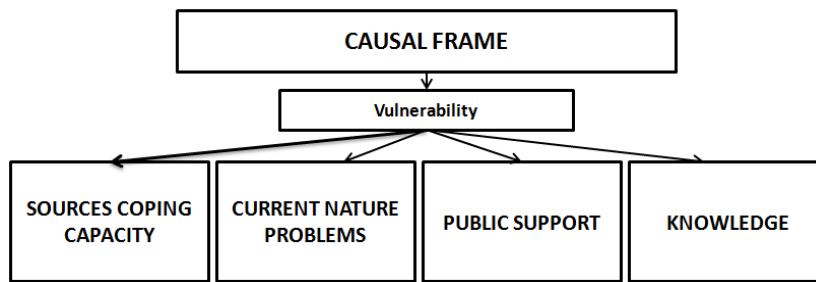 CAUSAL FRAME
Vulnerability
SOURCES COPING
CAPACITY
CURRENT NATURE
PROBLEMS
PUBLIC SUPPORT
KNOWLEDGE